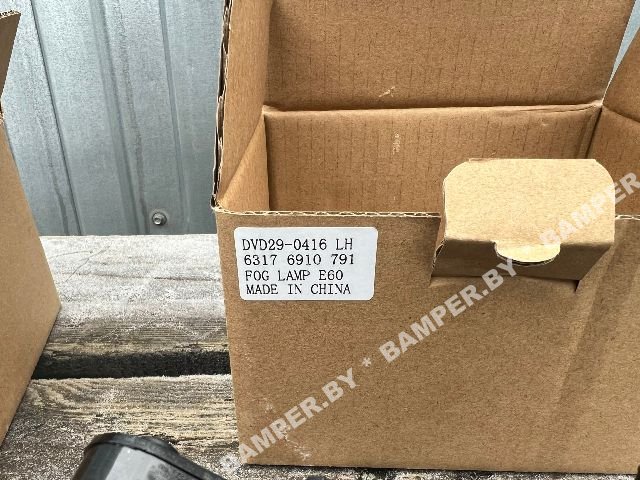 DVD29-0416 LH
6317 6910 791
FOG LAMP E60
MADE IN CHINA
BAMPER.BY * BAMPER.BY * BAMPER.BY